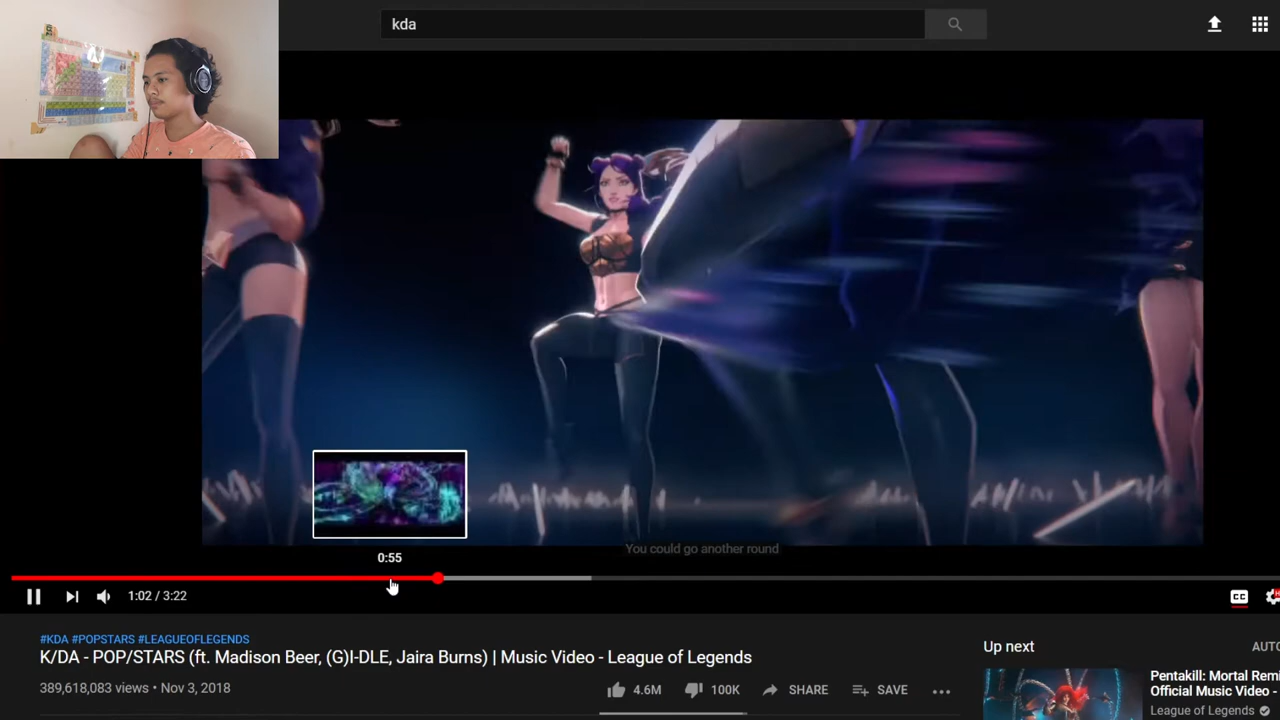 kda
You could go another round
0:55
1:02 / 3:22
#KDA #POPSTARS #LEAGUEOFLEGENDS
K/DA - POP/STARS (ft. Madison Beer, (G)I-DLE, Jaira Burns) | Music Video - League of Legends
389,618,083 views • Nov 3, 2018
4.6M
100K
SHARE
SAVE
Up next
AUTO
Pentakill: Mortal Remi
Official Music Video -
League of Legends
CC